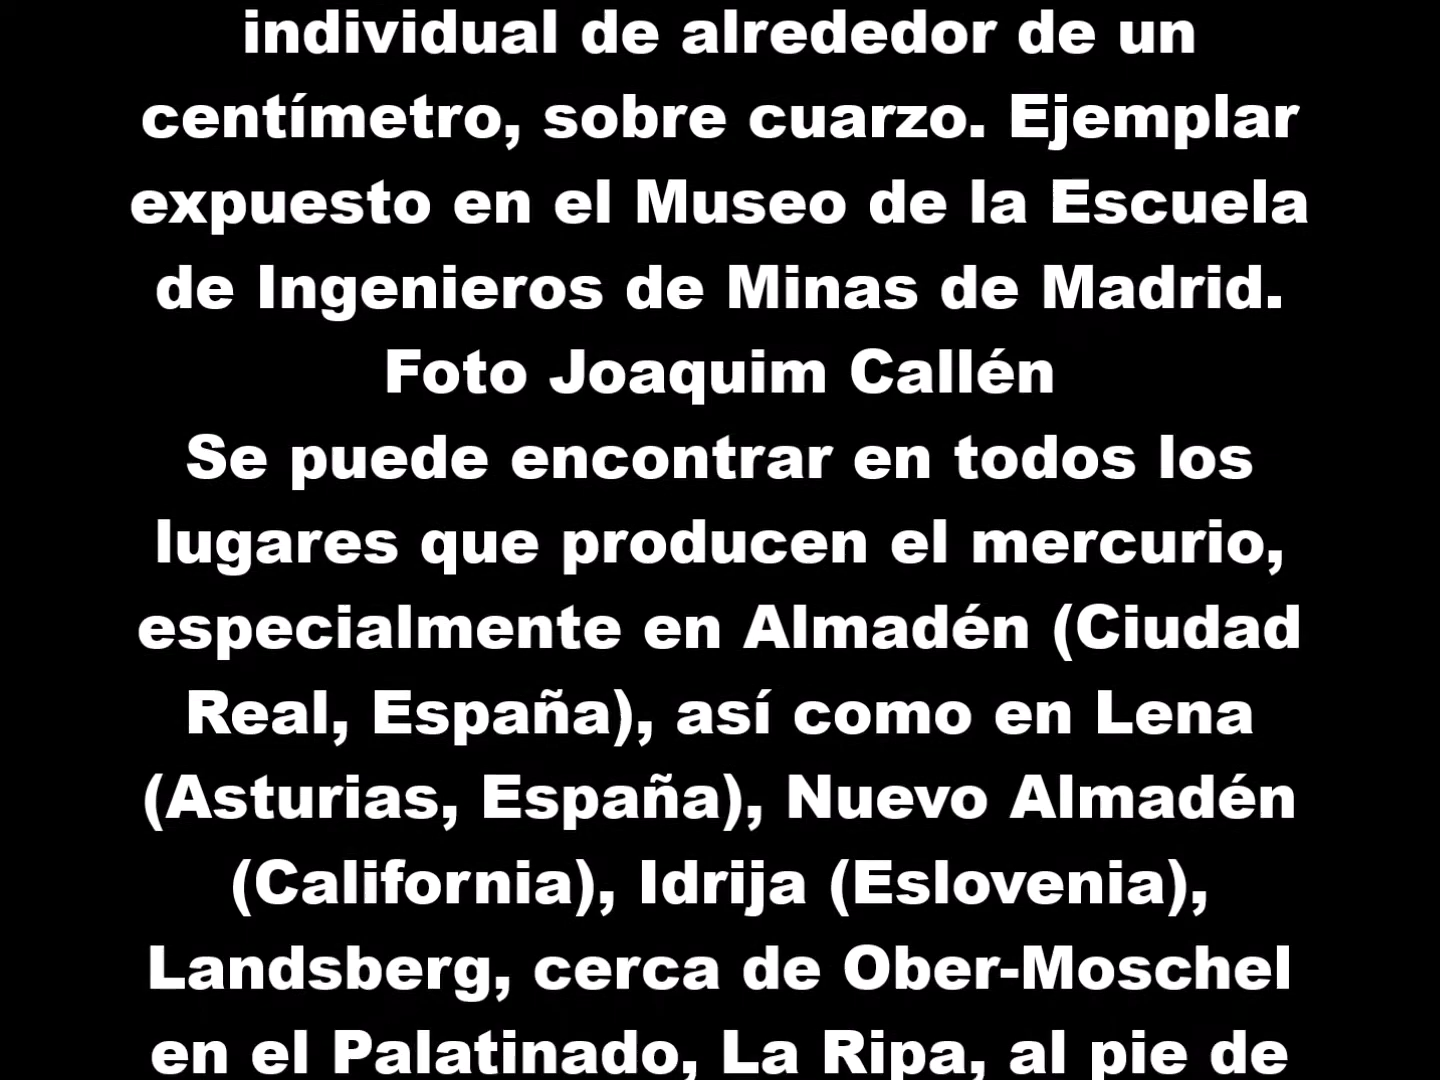 individual de alrededor de un
centímetro, sobre cuarzo. Ejemplar
expuesto en el Museo de la Escuela
de Ingenieros de Minas de Madrid.
Foto Joaquim Callén
Se puede encontrar en todos los
lugares que producen el mercurio,
especialmente en Almadén (Ciudad
Real, España), así como en Lena
(Asturias, España), Nuevo Almadén
(California), Idrija (Eslovenia),
Landsberg, cerca de Ober-Moschel
en el Palatinado, La Ripa, al pie de